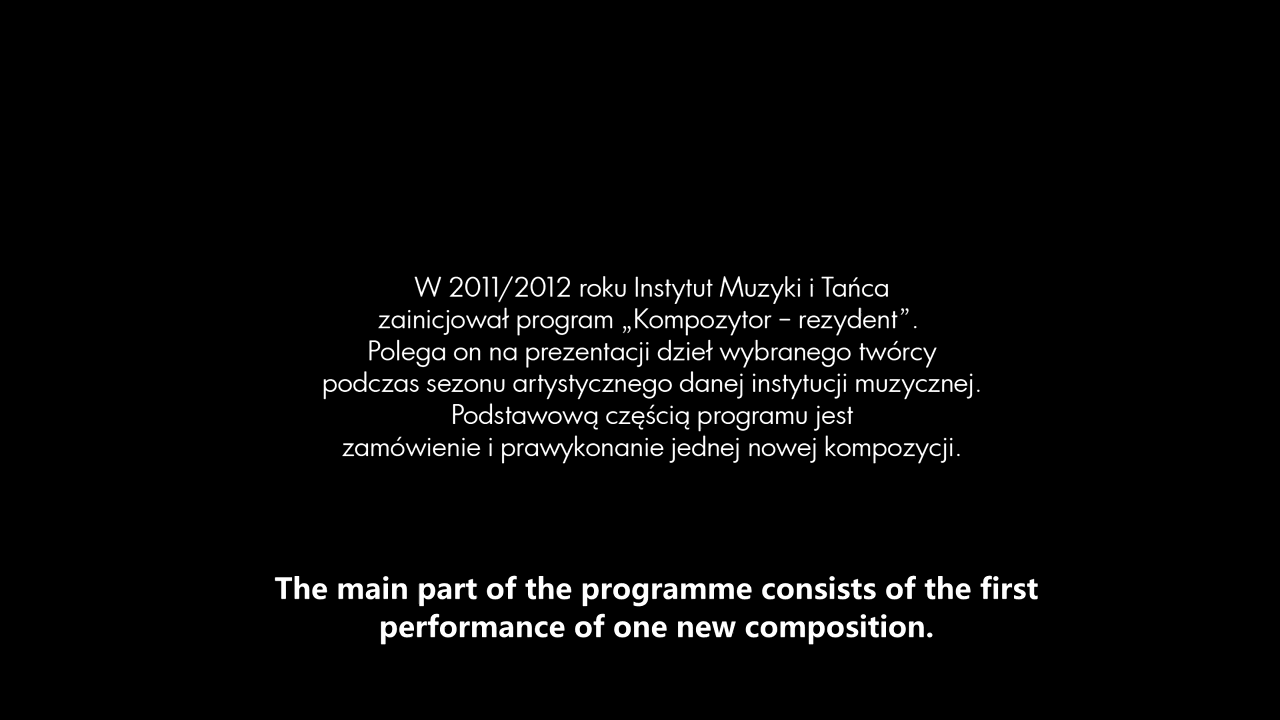 W 2011/2012 roku Instytut Muzyki i Tańca
zainicjował program „Kompozytor – rezydent”.
Polega on na prezentacji dzieł wybranego twórcy
podczas sezonu artystycznego danej instytucji muzycznej.
Podstawową częścią programu jest
zamówienie i prawykonanie jednej nowej kompozycji.
The main part of the programme consists of the first
performance of one new composition.